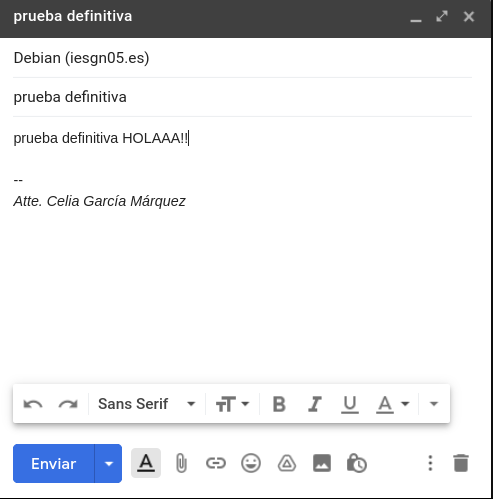 prueba definitiva
Debian (iesgn05.es)
prueba definitiva
prueba definitiva HOLAAA!!
--
Atte. Celia García Márquez
Sans Serif
Enviar